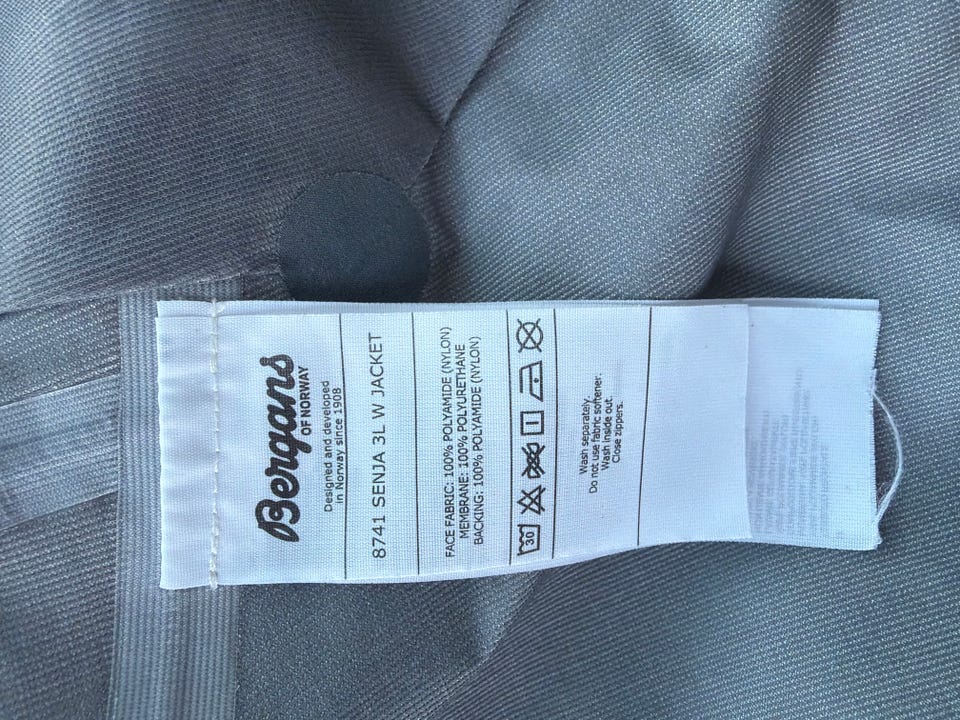 Bergans
OF NORWAY
Designed and developed
in Norway since 1908
8741 SENJA 3L W JACKET
FACE FABRIC: 100% POLYAMIDE (NYLON)
MEMBRANE: 100% POLYURETHANE
BACKING: 100% POLYAMIDE (NYLON)
30
Wash separately.
Do not use fabric softener.
Wash inside out.
Close zippers.